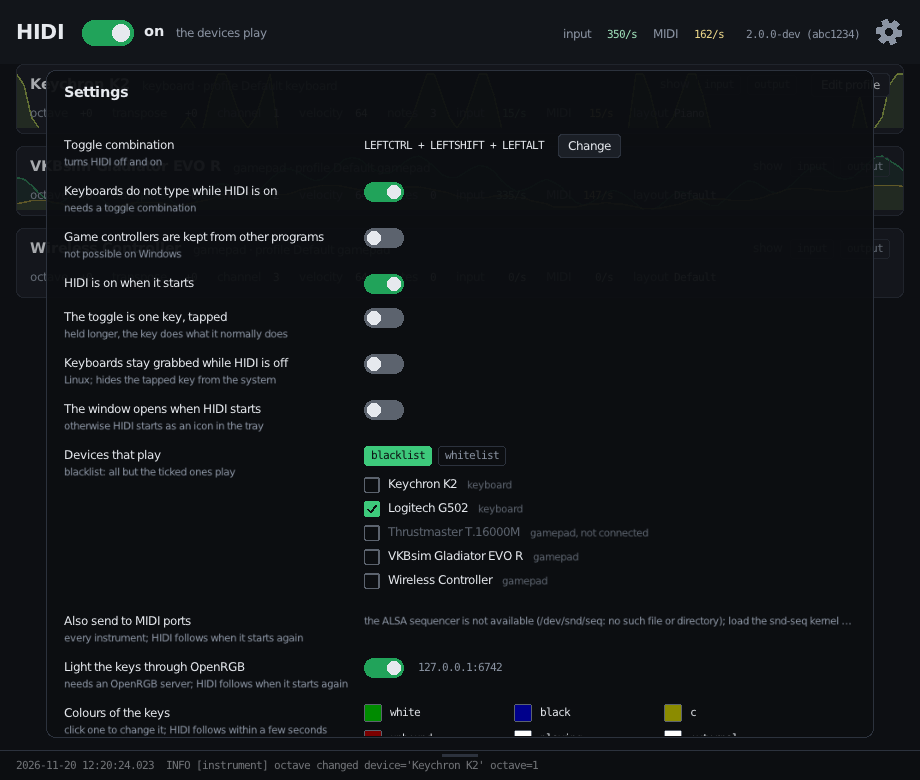 HIDI on the devices play input 350/s MIDI 162/s 2.0.0-dev (abc1234)
Keychron K2 Edit profile
Settings
Toggle combination LEFTCTRL + LEFTSHIFT + LEFTALT Change
turns HIDI off and on
VKBsim Gladiator EVO R
Keyboards do not type while HIDI is on
needs a toggle combination
Game controllers are kept from other programs
not possible on Windows
HIDI is on when it starts
The toggle is one key, tapped
held longer, the key does what it normally does
Keyboards stay grabbed while HIDI is off
Linux; hides the tapped key from the system
The window opens when HIDI starts
otherwise HIDI starts as an icon in the tray
Devices that play blacklist whitelist
blacklist: all but the ticked ones play
Keychron K2 keyboard
Logitech G502 keyboard
Thrustmaster T.16000M gamepad, not connected
VKBsim Gladiator EVO R gamepad
Wireless Controller gamepad
Also send to MIDI ports the ALSA sequencer is not available (/dev/snd/seq: no such file or directory); load the snd-seq kernel ...
every instrument; HIDI follows when it starts again
Light the keys through OpenRGB 127.0.0.1:6742
needs an OpenRGB server; HIDI follows when it starts again
Colours of the keys white black c
click one to change it; HIDI follows within a few seconds
2026-11-20 12:20:24.023 INFO [instrument] octave changed device='Keychron K2' octave=1